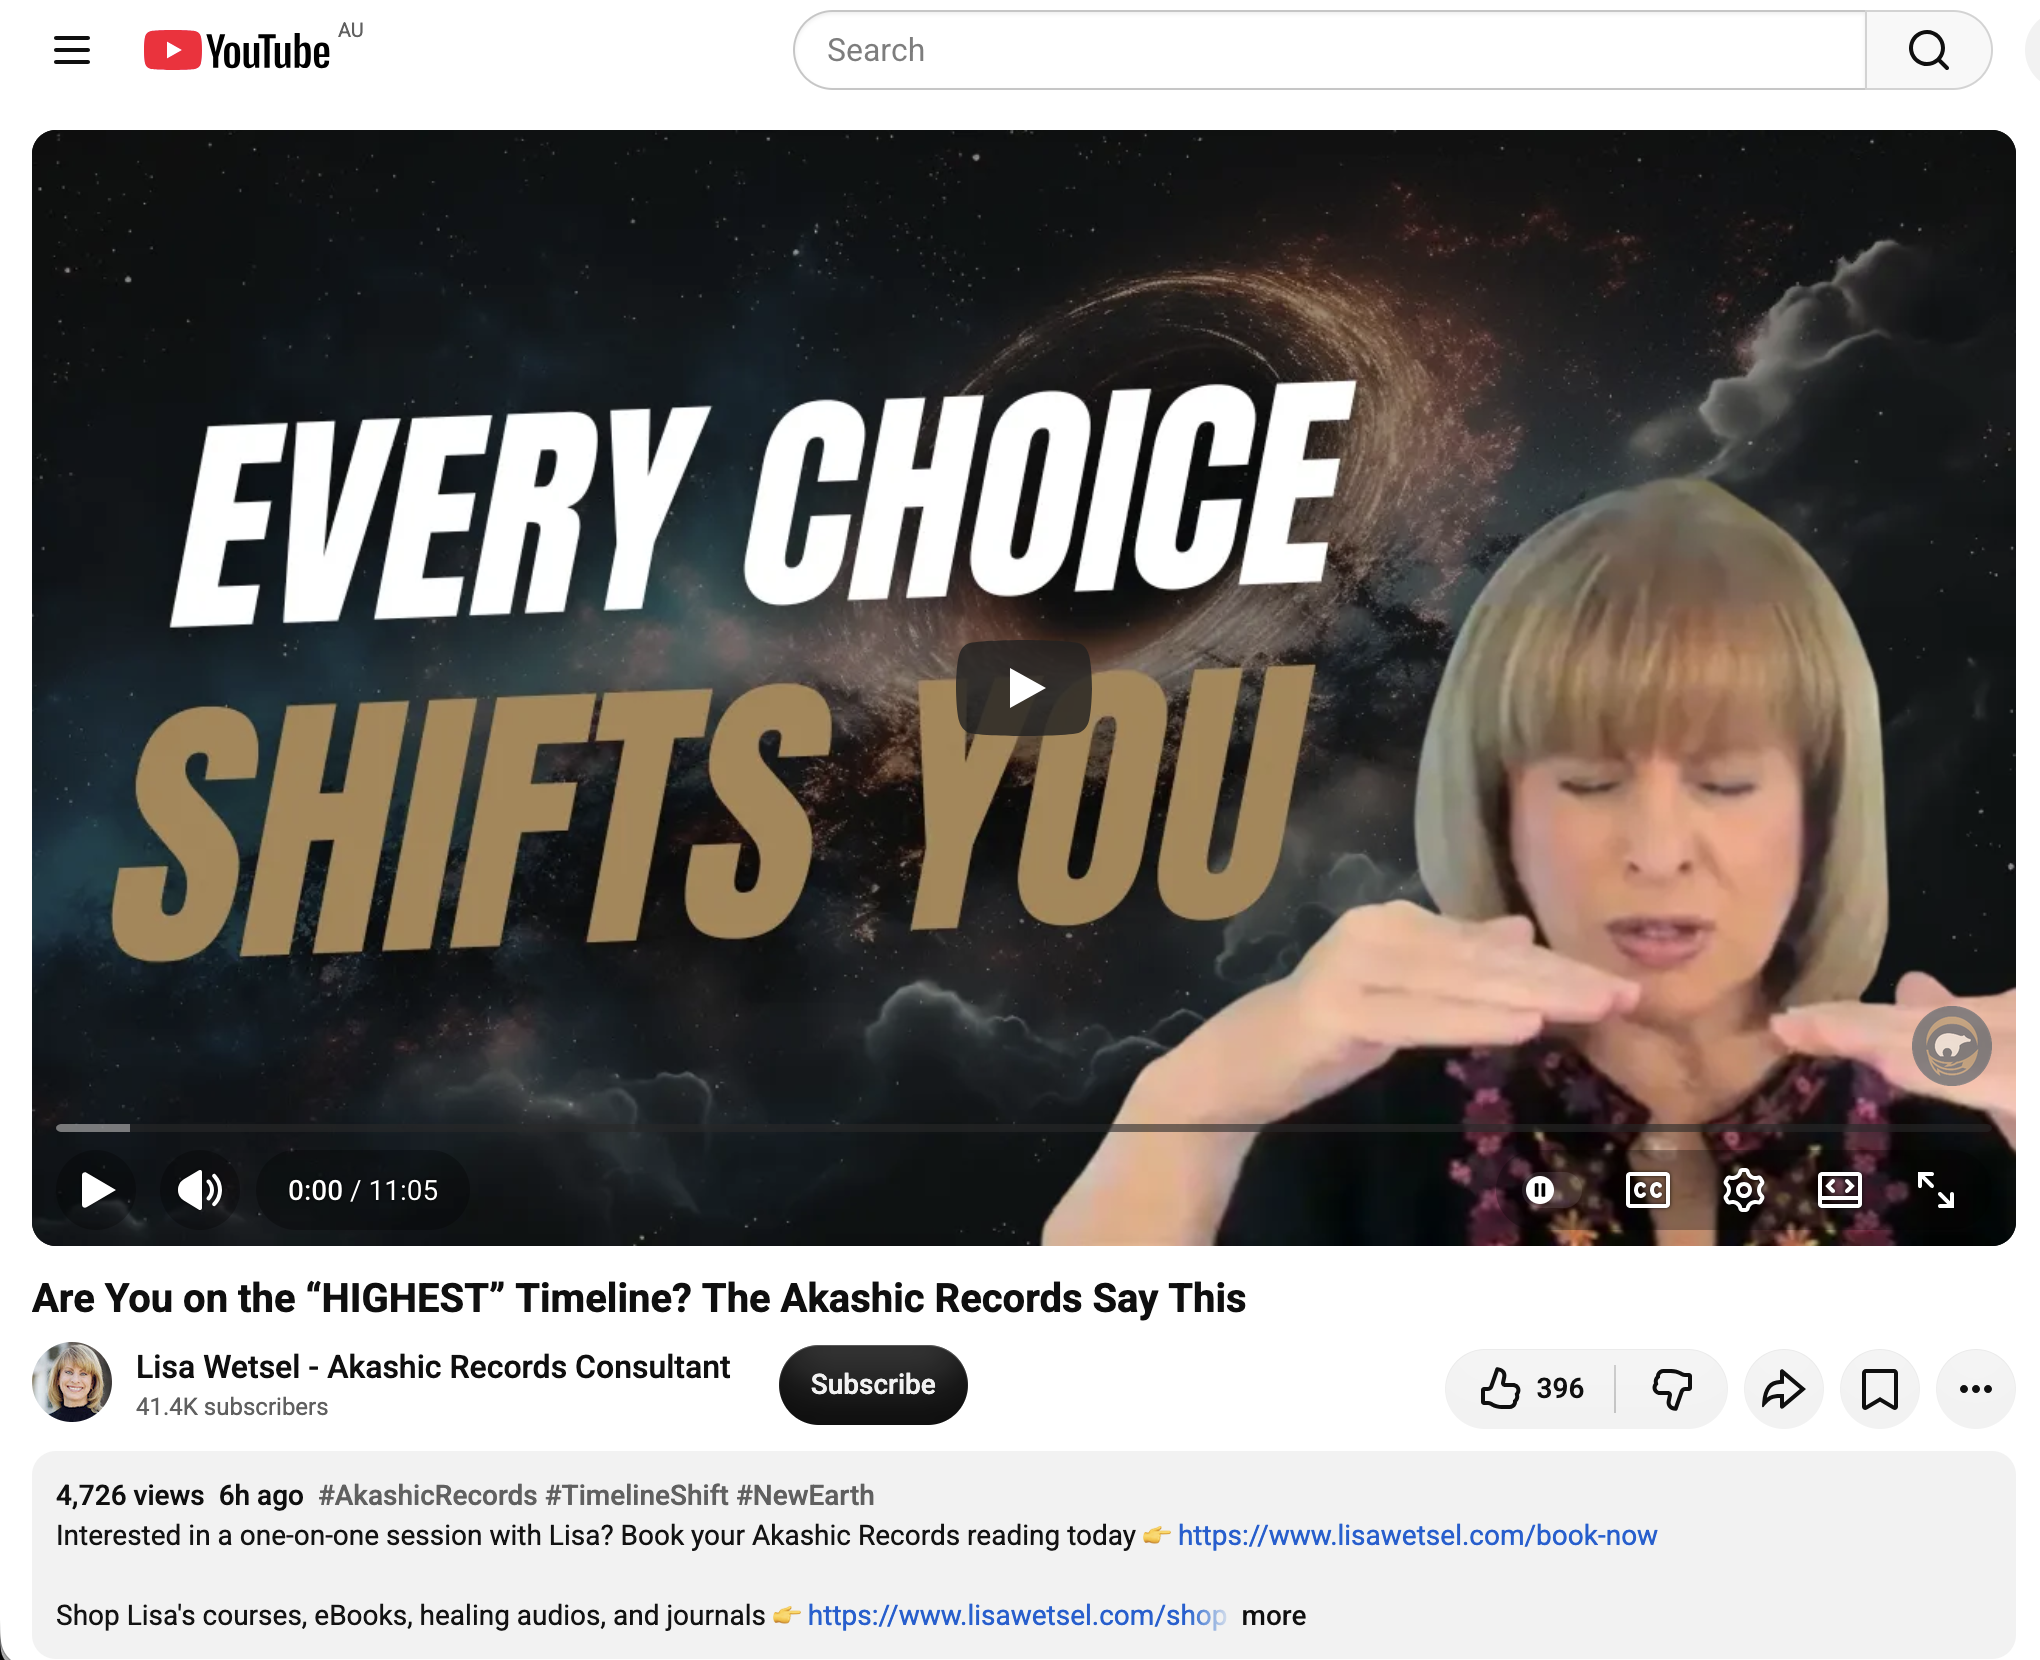 YouTube AU
Search
EVERY CHOICE
SHIFTS YOU
0:00 / 11:05
CC
Are You on the “HIGHEST” Timeline? The Akashic Records Say This
Lisa Wetsel - Akashic Records Consultant
41.4K subscribers
Subscribe
396
4,726 views 6h ago #AkashicRecords #TimelineShift #NewEarth
Interested in a one-on-one session with Lisa? Book your Akashic Records reading today 👉 https://www.lisawetsel.com/book-now
Shop Lisa's courses, eBooks, healing audios, and journals 👉 https://www.lisawetsel.com/shop more